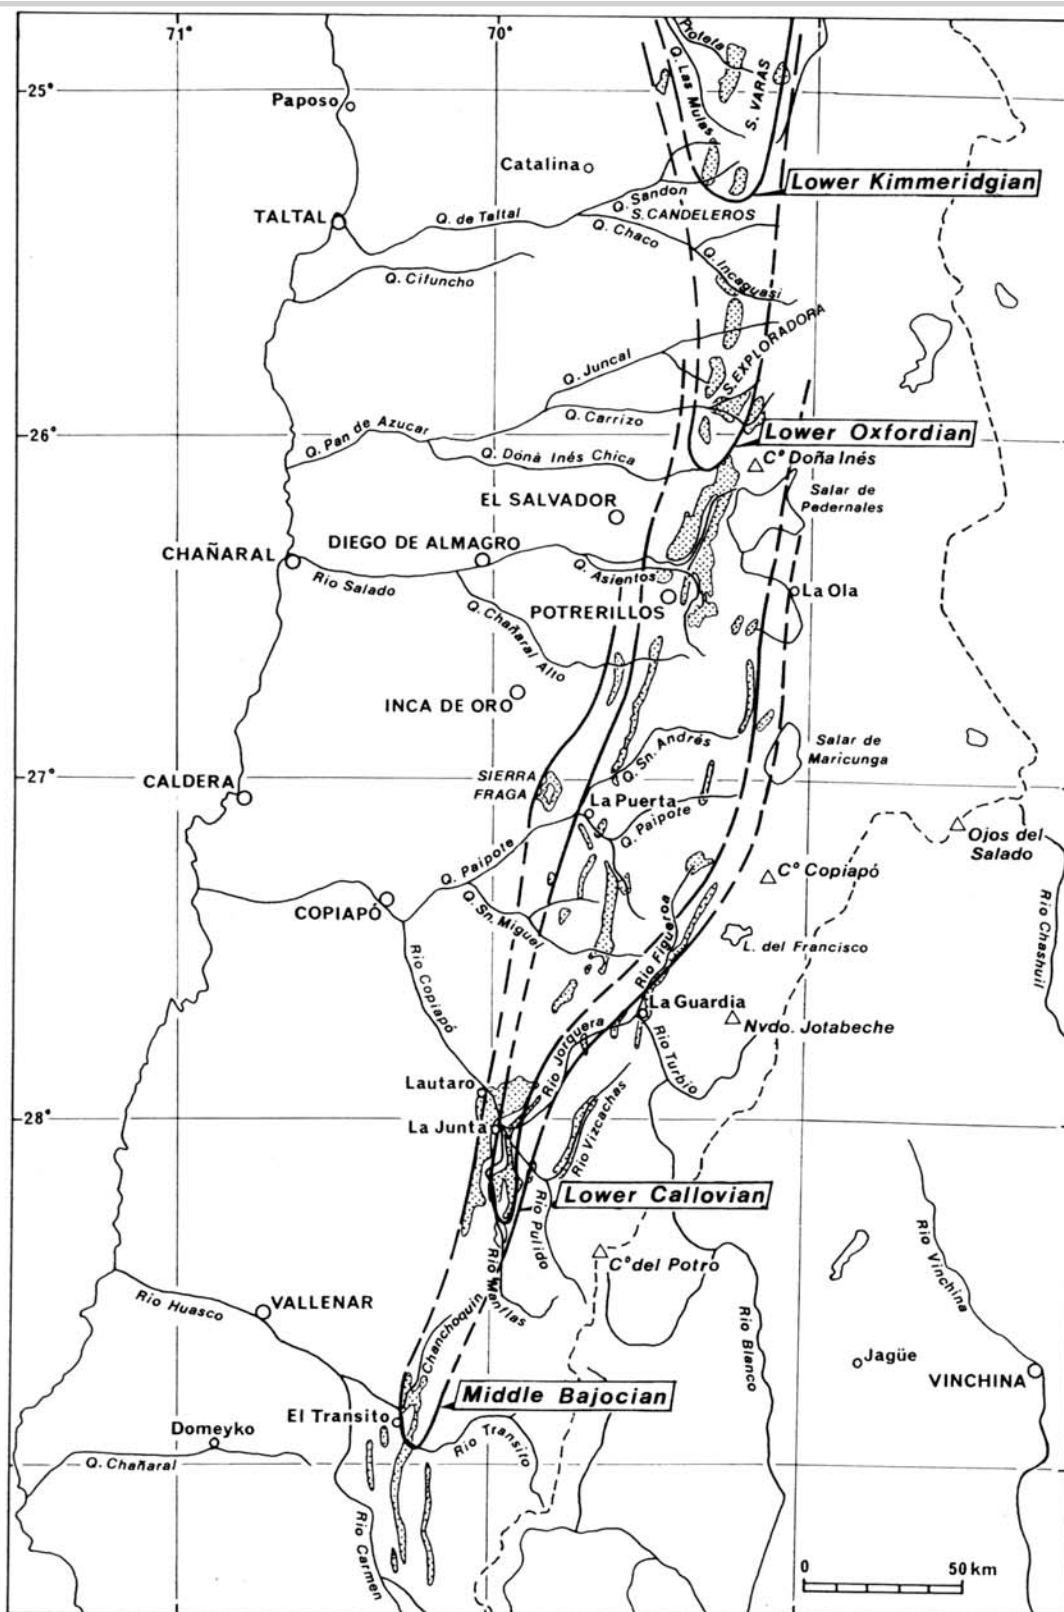 71°
70°
Profeta
25°
Paposo
Q. Las Mulas
S. VARAS
Catalina
Lower Kimmeridgian
Q. Sandon
TALTAL
Q. de Taltal
S. CANDELEROS
Q. Chaco
Q. Cifuncho
Q. Incaguasi
S. EXPLORADORA
Q. Juncal
Q. Carrizo
26°
Q. Pan de Azucar
Lower Oxfordian
Q. Doña Inés Chica
C° Doña Inés
EL SALVADOR
Salar de
Pedernales
CHAÑARAL
DIEGO DE ALMAGRO
Rio Salado
Q. Asientos
La Ola
POTRERILLOS
Q. Chañaral Alto
INCA DE ORO
Q. Sn. Andrés
Salar de
Maricunga
27°
CALDERA
SIERRA
FRAGA
La Puerta
Q. Paipote
Ojos del
Salado
Q. Paipote
C° Copiapó
COPIAPÓ
Q. Sn. Miguel
Rio Figueroa
L. del Francisco
Rio Chashuil
Rio Copiapó
La Guardia
Nvdo. Jotabeche
Rio Jorquera
Rio Turbio
Lautaro
28°
La Junta
Rio Vizcachas
Lower Callovian
Rio Pulido
Rio Manflas
C° del Potro
Rio Vinchina
Rio Huasco
VALLENAR
Chanchoquin
Rio Blanco
Jagüe
VINCHINA
Middle Bajocian
El Transito
Domeyko
Rio Transito
Q. Chañaral
Rio Carmen
0
50 km